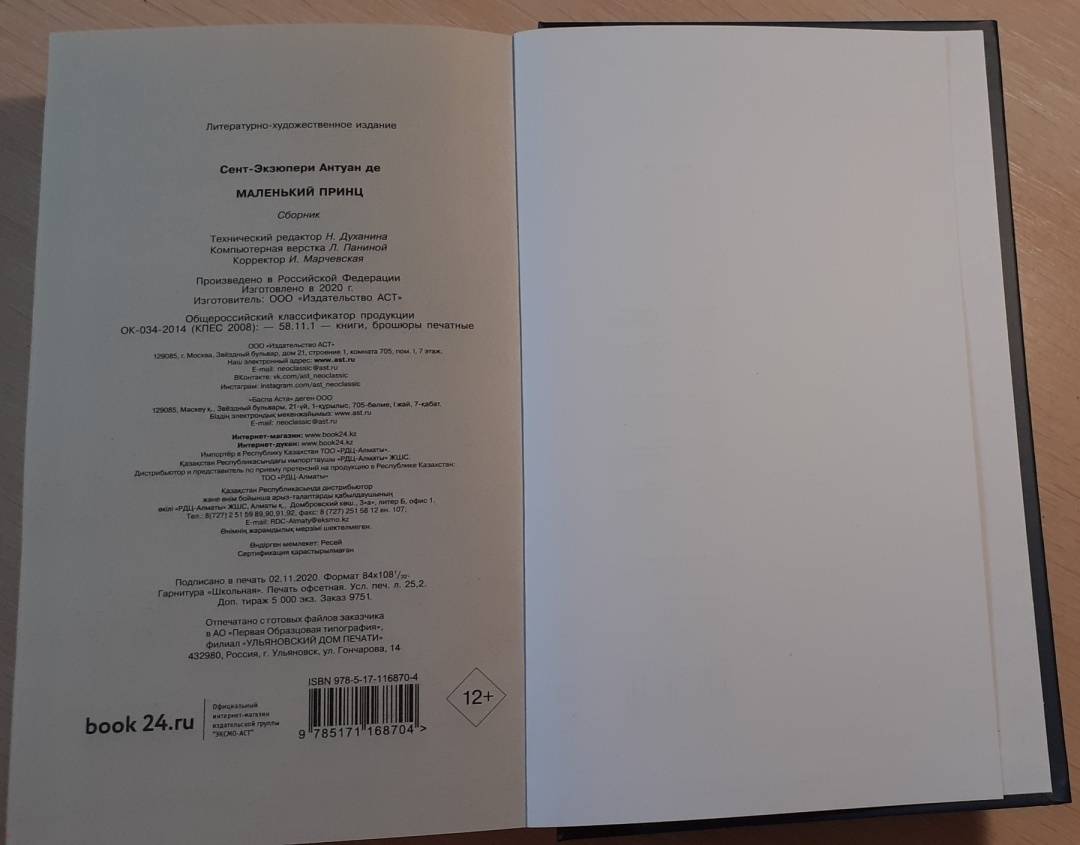 Литературно-художественное издание
Сент-Экзюпери Антуан де
МАЛЕНЬКИЙ ПРИНЦ
Сборник
Технический редактор Н. Духанина
Компьютерная верстка Л. Паниной
Корректор И. Марчевская
Произведено в Российской Федерации
Изготовлено в 2020 г.
Изготовитель: ООО «Издательство АСТ»
Общероссийский классификатор продукции
ОК-034-2014 (КПЕС 2008): — 58.11.1 — книги, брошюры печатные
ООО «Издательство АСТ»
129085, г. Москва, Звёздный бульвар, дом 21, строение 1, комната 705, пом. I, 7 этаж.
Наш электронный адрес: www.ast.ru
E-mail: neoclassic@ast.ru
ВКонтакте: vk.com/ast_neoclassic
Инстаграм: instagram.com/ast_neoclassic
«Баспа Аста» деген ООО
129085, Мәскеу қ., Звёздный бульвары, 21-үй, 1-құрылыс, 705-бөлме, I жай, 7-қабат.
Біздің электрондық мекенжайымыз: www.ast.ru
E-mail: neoclassic@ast.ru
Интернет-магазин: www.book24.kz
Интернет-дүкен: www.book24.kz
Импортёр в Республику Казахстан ТОО «РДЦ-Алматы».
Қазақстан Республикасындағы импорттаушы «РДЦ-Алматы» ЖШС.
Дистрибьютор и представитель по приему претензий на продукцию в Республике Казахстан:
ТОО «РДЦ-Алматы»
Қазақстан Республикасында дистрибьютор
және өнім бойынша арыз-талаптарды қабылдаушының
өкілі «РДЦ-Алматы» ЖШС, Алматы қ., Домбровский көш., 3«а», литер Б, офис 1.
Тел.: 8(727) 2 51 59 89,90,91,92, факс: 8 (727) 251 58 12 вн. 107;
E-mail: RDC-Almaty@eksmo.kz
Өнімнің жарамдылық мерзімі шектелмеген.
Өндірген мемлекет: Ресей
Сертификация қарастырылмаған
Подписано в печать 02.11.2020. Формат 84x108¹/₃₂.
Гарнитура «Школьная». Печать офсетная. Усл. печ. л. 25,2.
Доп. тираж 5 000 экз. Заказ 9751.
Отпечатано с готовых файлов заказчика
в АО «Первая Образцовая типография»,
филиал «УЛЬЯНОВСКИЙ ДОМ ПЕЧАТИ»
432980, Россия, г. Ульяновск, ул. Гончарова, 14
ISBN 978-5-17-116870-4
9 785171 168704 >
12+
book 24.ru
Официальный
интернет-магазин
издательской группы
"ЭКСМО-АСТ"